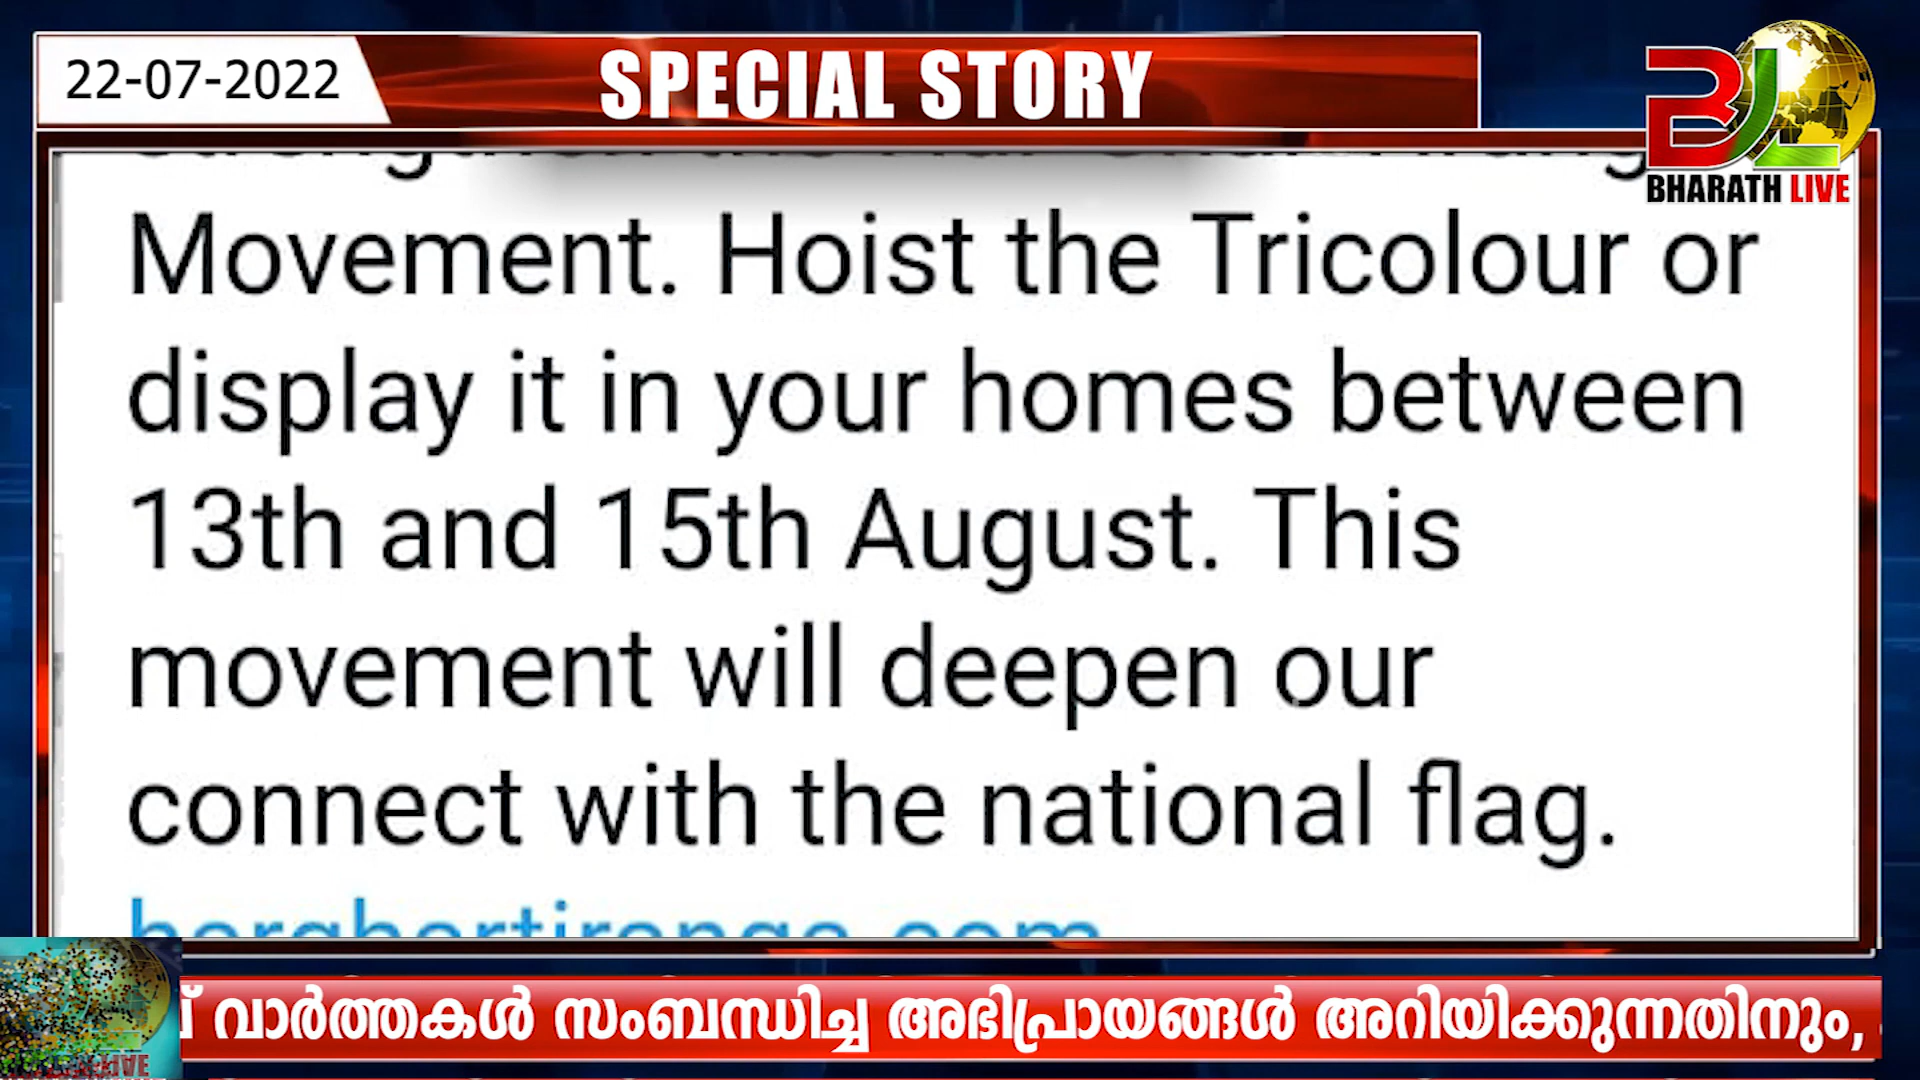 22-07-2022
SPECIAL STORY
BHARATH LIVE
Movement. Hoist the Tricolour or
display it in your homes between
13th and 15th August. This
movement will deepen our
connect with the national flag.
വാർത്തകൾ സംബന്ധിച്ച അഭിപ്രായങ്ങൾ അറിയിക്കുന്നതിനും,